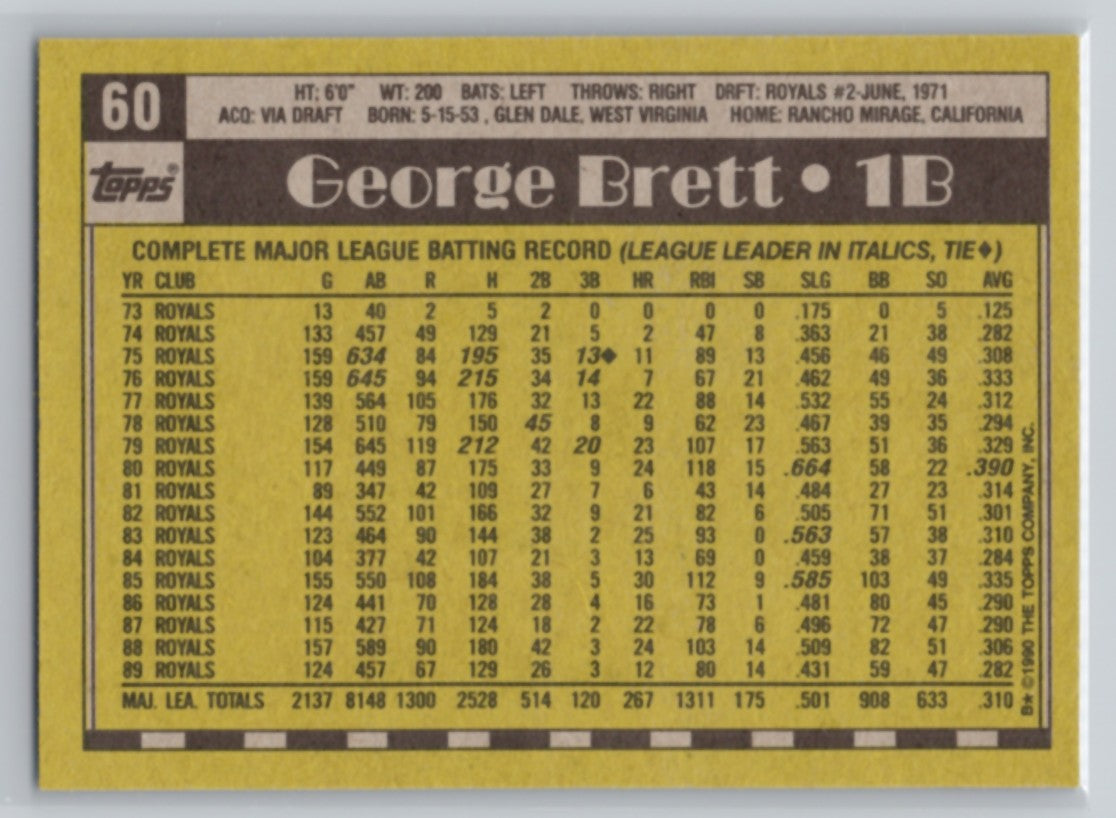 60
HT: 6'0" WT: 200 BATS: LEFT THROWS: RIGHT DRFT: ROYALS #2-JUNE, 1971
ACQ: VIA DRAFT BORN: 5-15-53 , GLEN DALE, WEST VIRGINIA HOME: RANCHO MIRAGE, CALIFORNIA
topps®
George Brett • 1B
COMPLETE MAJOR LEAGUE BATTING RECORD (LEAGUE LEADER IN ITALICS, TIE♦)
YR CLUB G AB R H 2B 3B HR RBI SB SLG BB SO AVG
73 ROYALS 13 40 2 5 2 0 0 0 0 .175 0 5 .125
74 ROYALS 133 457 49 129 21 5 2 47 8 .363 21 38 .282
75 ROYALS 159 634 84 195 35 13♦ 11 89 13 .456 46 49 .308
76 ROYALS 159 645 94 215 34 14 7 67 21 .462 49 36 .333
77 ROYALS 139 564 105 176 32 13 22 88 14 .532 55 24 .312
78 ROYALS 128 510 79 150 45 8 9 62 23 .467 39 35 .294
79 ROYALS 154 645 119 212 42 20 23 107 17 .563 51 36 .329
80 ROYALS 117 449 87 175 33 9 24 118 15 .664 58 22 .390
81 ROYALS 89 347 42 109 27 7 6 43 14 .484 27 23 .314
82 ROYALS 144 552 101 166 32 9 21 82 6 .505 71 51 .301
83 ROYALS 123 464 90 144 38 2 25 93 0 .563 57 38 .310
84 ROYALS 104 377 42 107 21 3 13 69 0 .459 38 37 .284
85 ROYALS 155 550 108 184 38 5 30 112 9 .585 103 49 .335
86 ROYALS 124 441 70 128 28 4 16 73 1 .481 80 45 .290
87 ROYALS 115 427 71 124 18 2 22 78 6 .496 72 47 .290
88 ROYALS 157 589 90 180 42 3 24 103 14 .509 82 51 .306
89 ROYALS 124 457 67 129 26 3 12 80 14 .431 59 47 .282
MAJ. LEA. TOTALS 2137 8148 1300 2528 514 120 267 1311 175 .501 908 633 .310
B★ ©1990 THE TOPPS COMPANY, INC.